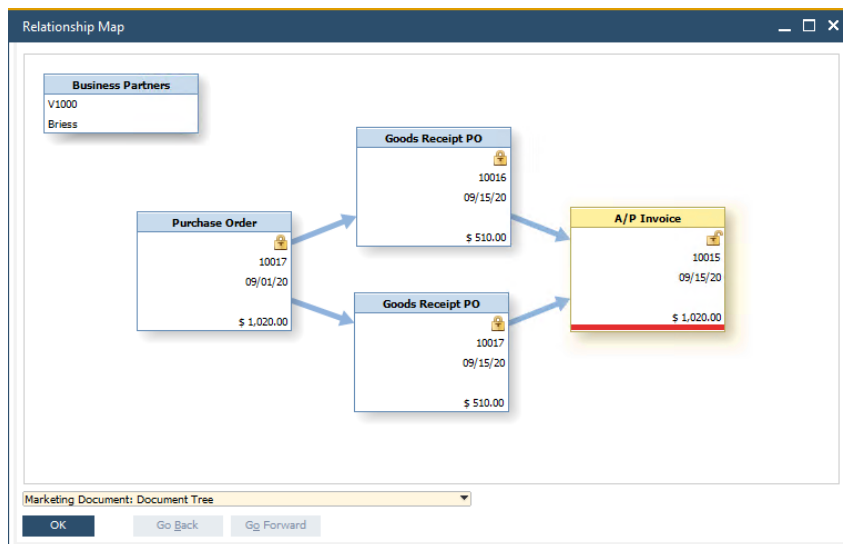 Relationship Map
Business Partners
V1000
Briess
Goods Receipt PO
10016
09/15/20
$ 510.00
Purchase Order
10017
09/01/20
$ 1,020.00
A/P Invoice
10015
09/15/20
$ 1,020.00
Goods Receipt PO
10017
09/15/20
$ 510.00
Marketing Document: Document Tree
OK
Go Back
Go Forward